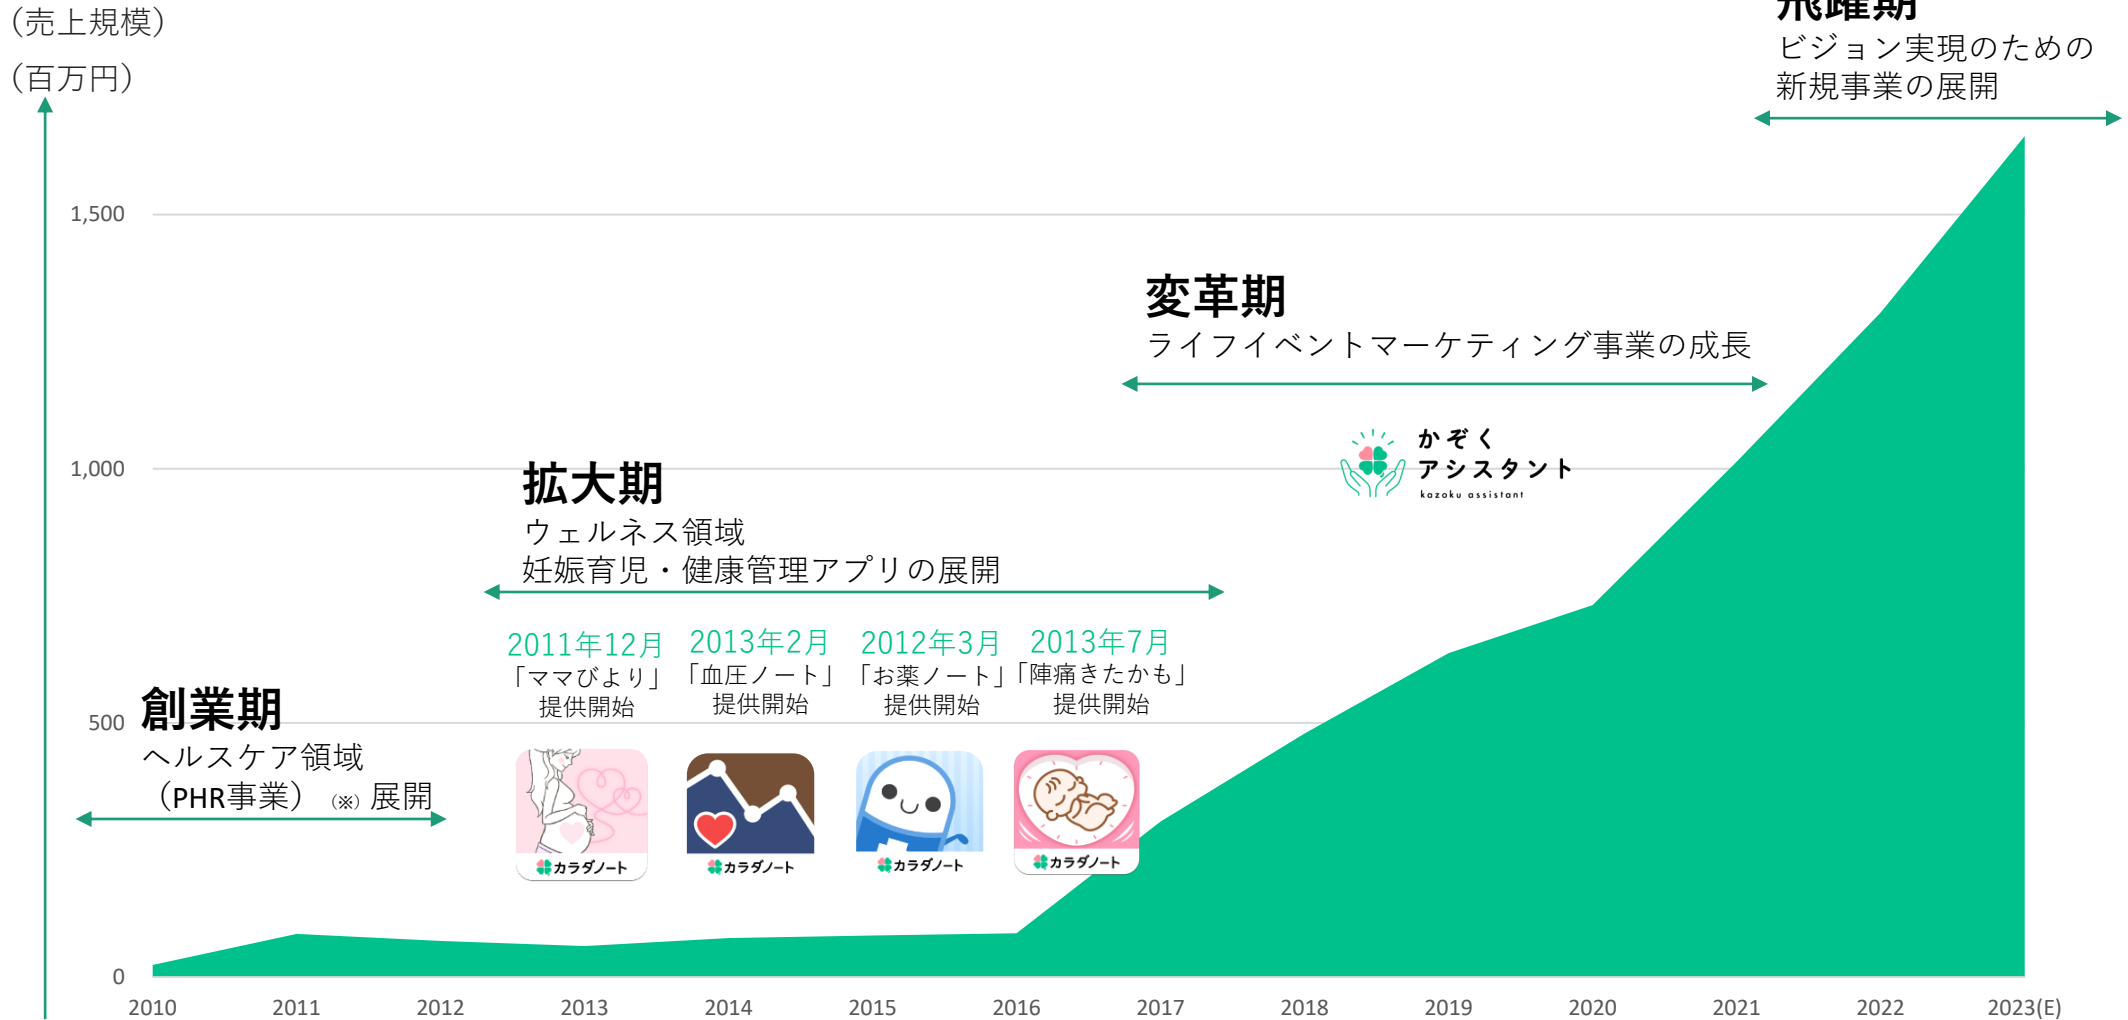 （売上規模）
（百万円）
飛躍期
ビジョン実現のための
新規事業の展開
1,500
変革期
ライフイベントマーケティング事業の成長
かぞく
アシスタント
kazoku assistant
1,000
拡大期
ウェルネス領域
妊娠育児・健康管理アプリの展開
2011年12月
「ママびより」
提供開始
2013年2月
「血圧ノート」
提供開始
2012年3月
「お薬ノート」
提供開始
2013年7月
「陣痛きたかも」
提供開始
カラダノート
カラダノート
カラダノート
カラダノート
500
創業期
ヘルスケア領域
（PHR事業）（※）展開
0
2010 2011 2012 2013 2014 2015 2016 2017 2018 2019 2020 2021 2022 2023(E)